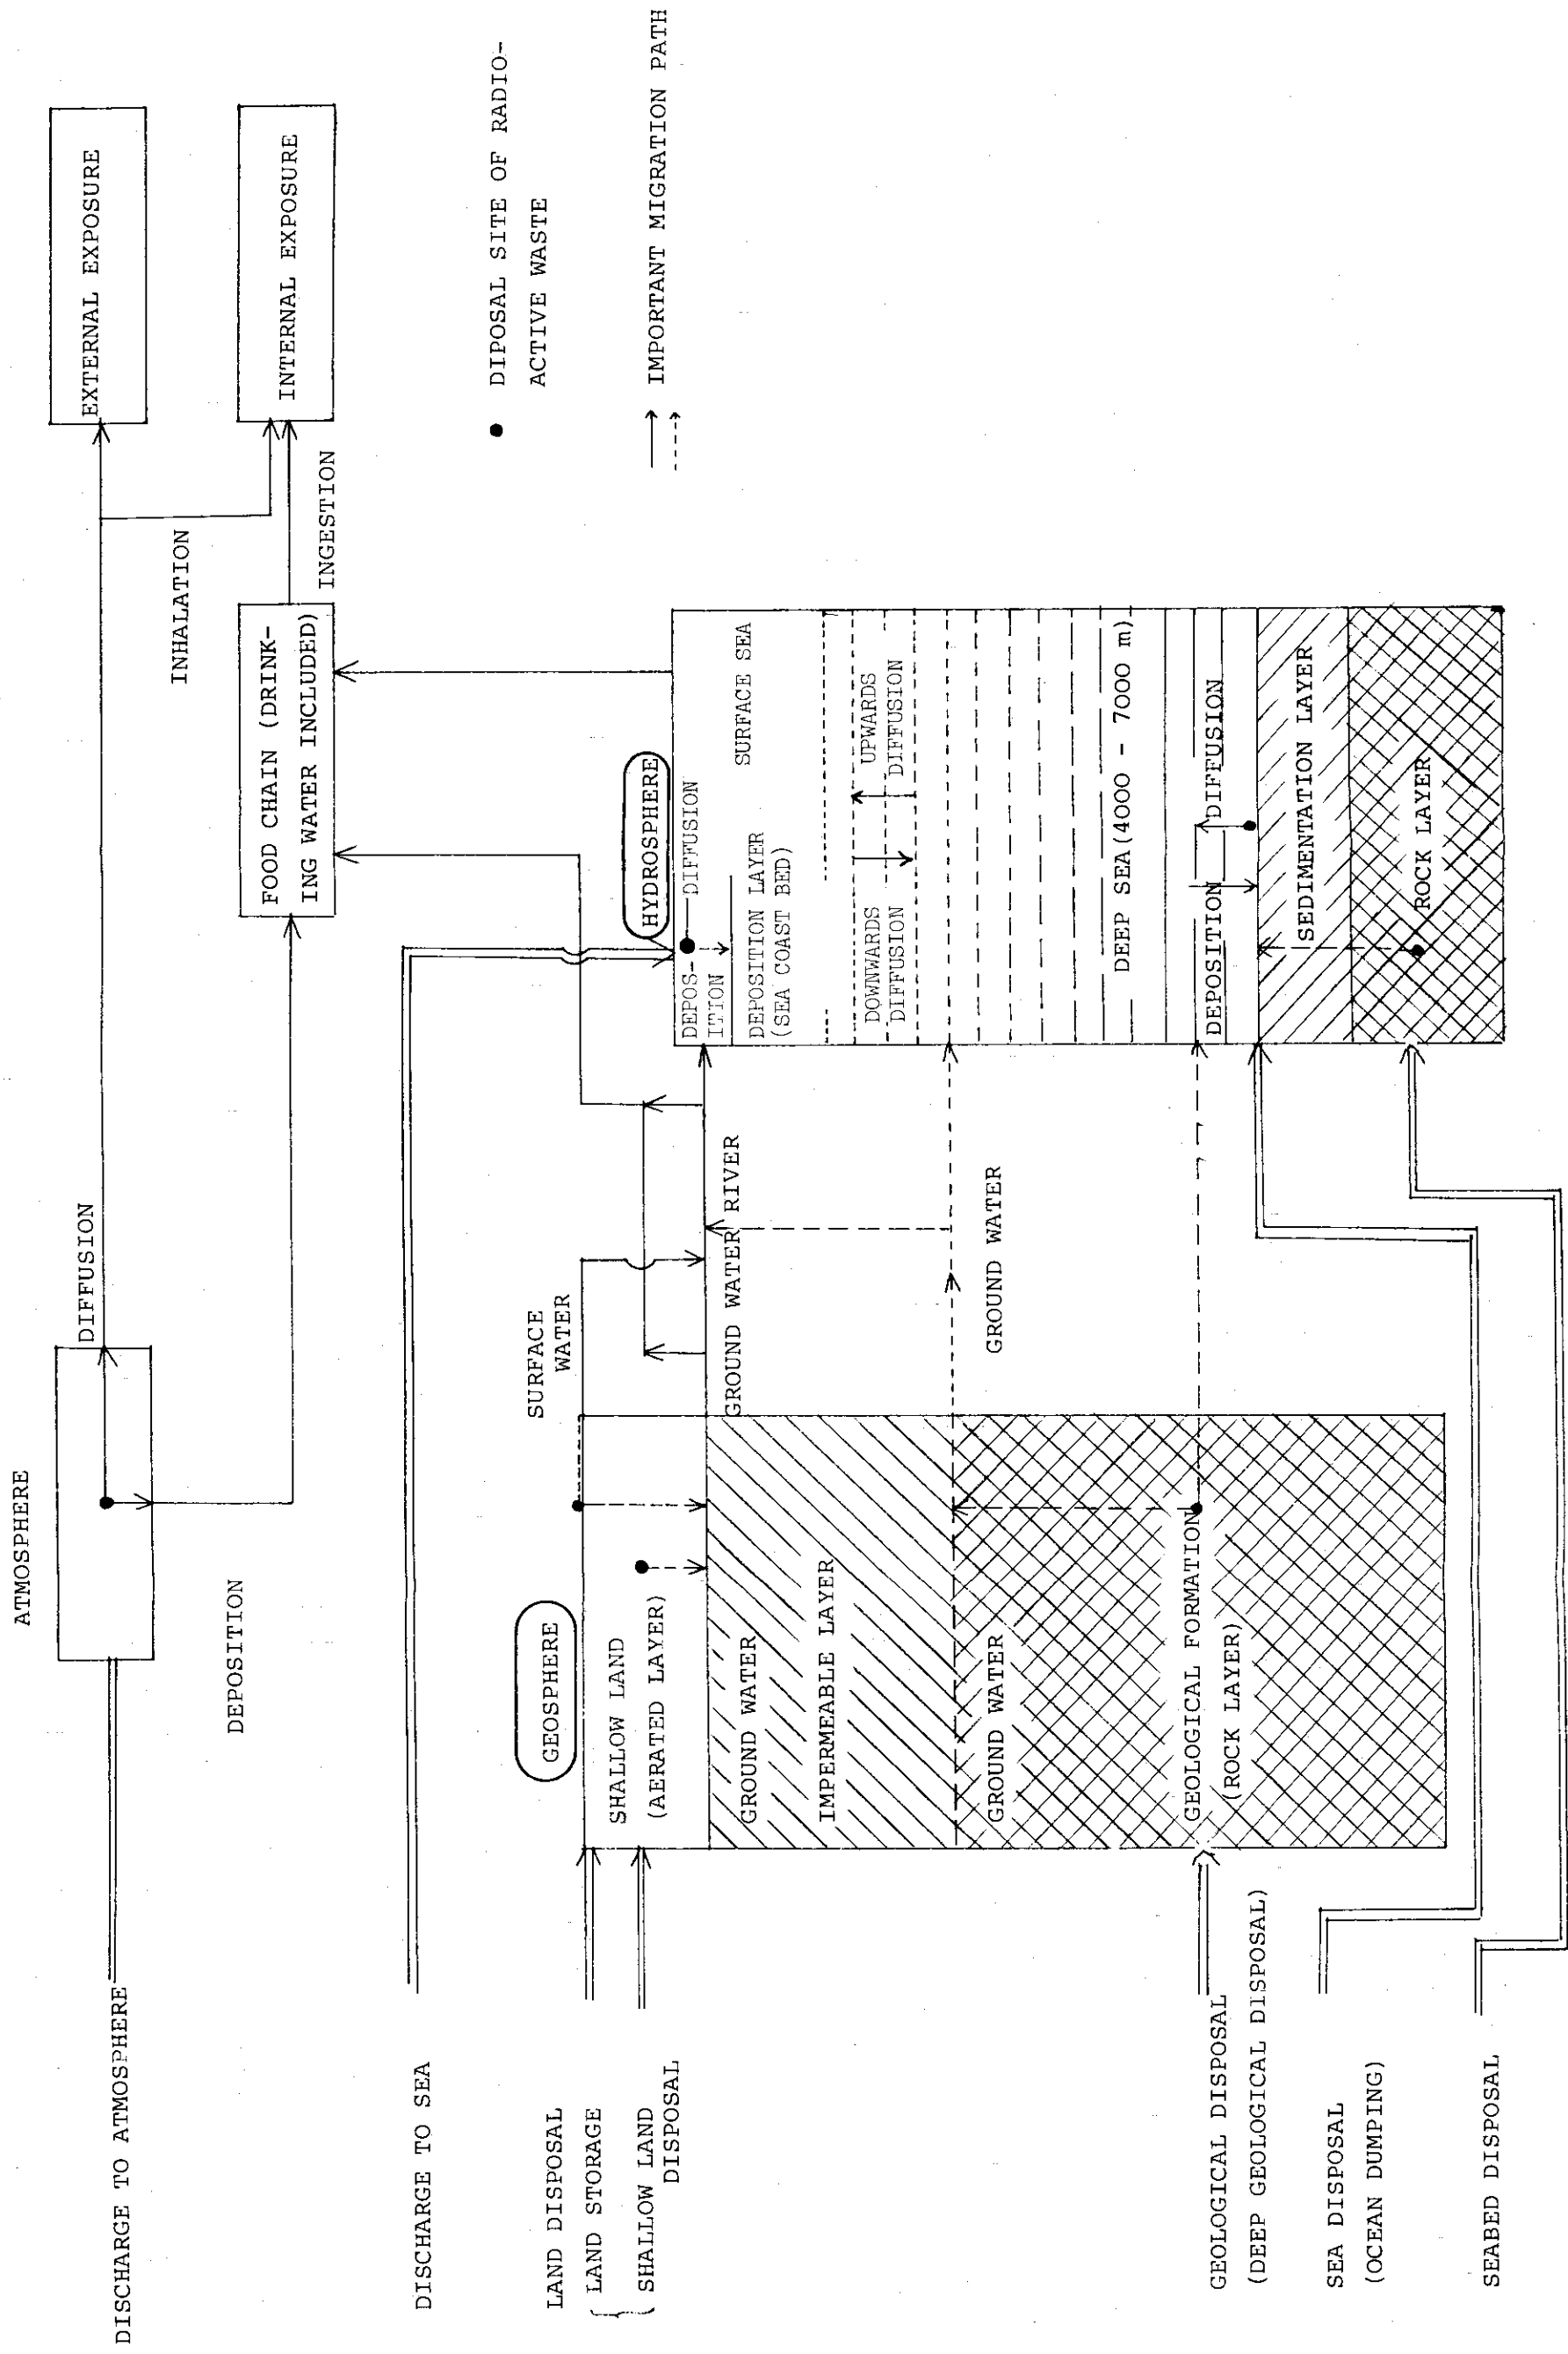 ATMOSPHERE
DISCHARGE TO ATMOSPHERE
DIFFUSION
EXTERNAL EXPOSURE
INHALATION
DEPOSITION
FOOD CHAIN (DRINK-
ING WATER INCLUDED)
INGESTION
INTERNAL EXPOSURE
DISCHARGE TO SEA
● DIPOSAL SITE OF RADIO-
ACTIVE WASTE
IMPORTANT MIGRATION PATH
LAND DISPOSAL
LAND STORAGE
SHALLOW LAND
DISPOSAL
GEOSPHERE
SURFACE
WATER
SHALLOW LAND
(AERATED LAYER)
GROUND WATER
GROUND WATER RIVER
IMPERMEABLE LAYER
GROUND WATER
GROUND WATER
GEOLOGICAL FORMATION
(ROCK LAYER)
HYDROSPHERE
DEPOS-
ITION
DIFFUSION
SURFACE SEA
DEPOSITION LAYER
(SEA COAST BED)
DOWNWARDS
DIFFUSION
UPWARDS
DIFFUSION
DEEP SEA(4000 - 7000 m)
DEPOSITION
DIFFUSION
SEDIMENTATION LAYER
ROCK LAYER
GEOLOGICAL DISPOSAL
(DEEP GEOLOGICAL DISPOSAL)
SEA DISPOSAL
(OCEAN DUMPING)
SEABED DISPOSAL